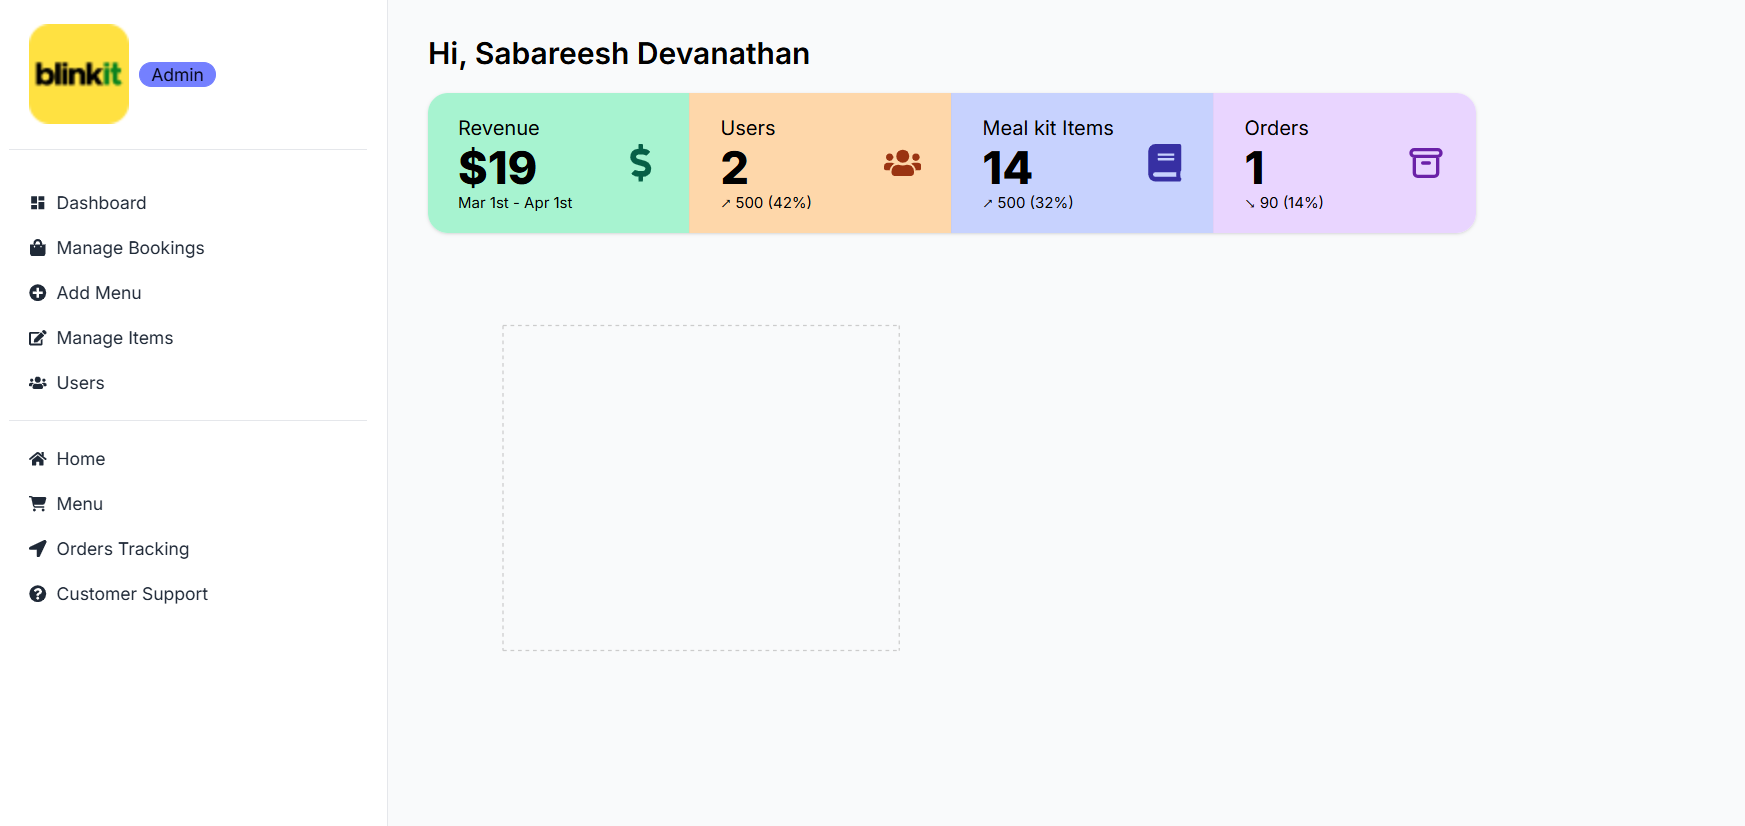 blinkit
Admin
Dashboard
Manage Bookings
Add Menu
Manage Items
Users
Home
Menu
Orders Tracking
Customer Support
Hi, Sabareesh Devanathan
Revenue
$19
Mar 1st - Apr 1st
Users
2
↗︎ 500 (42%)
Meal kit Items
14
↗︎ 500 (32%)
Orders
1
↘︎ 90 (14%)